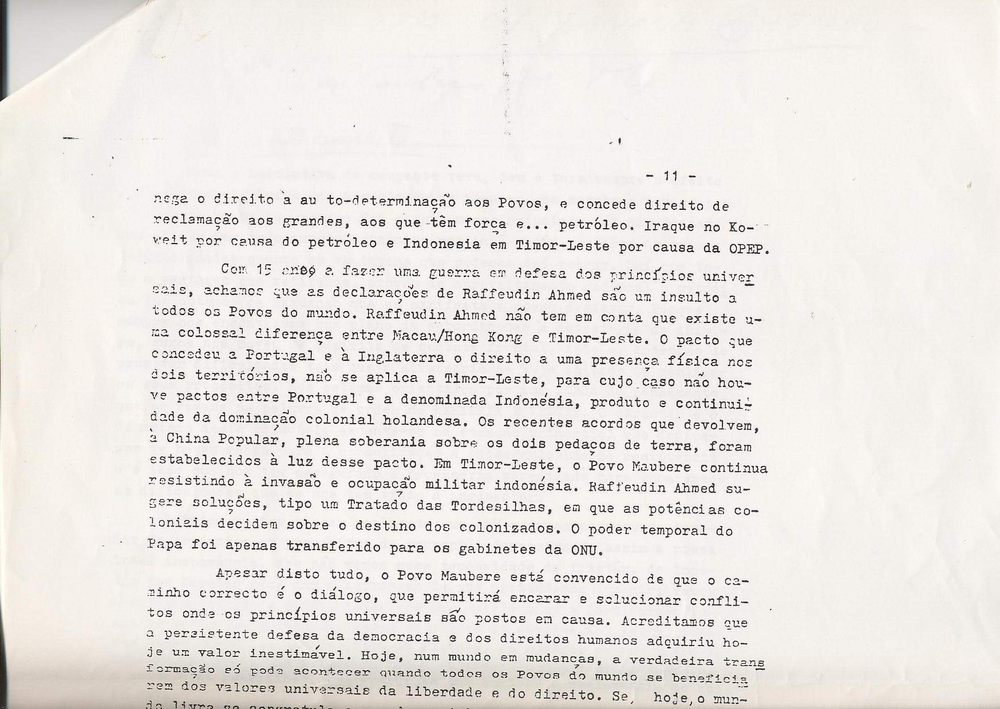 - 11 -
nega o direito à au to-determinação aos Povos, e concede direito de
reclamação aos grandes, aos que têm força e... petróleo. Iraque no Ko-
weit por causa do petróleo e Indonesia em Timor-Leste por causa da OPEP.
Com 15 anos a fazer uma guerra em defesa dos princípios univer
sais, achamos que as declarações de Raffeudin Ahmed são um insulto a
todos os Povos do mundo. Raffeudin Ahmed não tem em conta que existe u-
ma colossal diferença entre Macau/Hong Kong e Timor-Leste. O pacto que
concedeu a Portugal e à Inglaterra o direito a uma presença física nos
dois territórios, não se aplica a Timor-Leste, para cujo caso não hou-
ve pactos entre Portugal e a denominada Indonésia, produto e continui-
dade da dominação colonial holandesa. Os recentes acordos que devolvem,
à China Popular, plena soberania sobre os dois pedaços de terra, foram
estabelecidos à luz desse pacto. Em Timor-Leste, o Povo Maubere continua
resistindo à invasão e ocupação militar indonésia. Raffeudin Ahmed su-
gere soluções, tipo um Tratado das Tordesilhas, em que as potências co-
loniais decidem sobre o destino dos colonizados. O poder temporal do
Papa foi apenas transferido para os gabinetes da ONU.
Apesar disto tudo, o Povo Maubere está convencido de que o ca-
minho correcto é o diálogo, que permitirá encarar e solucionar confli-
tos onde os princípios universais são postos em causa. Acreditamos que
a persistente defesa da democracia e dos direitos humanos adquiriu ho-
je um valor inestimável. Hoje, num mundo em mudanças, a verdadeira trans
formação só pode acontecer quando todos os Povos do mundo se beneficia
rem dos valores universais da liberdade e do direito. Se, hoje, o mun-
do livre se congratula